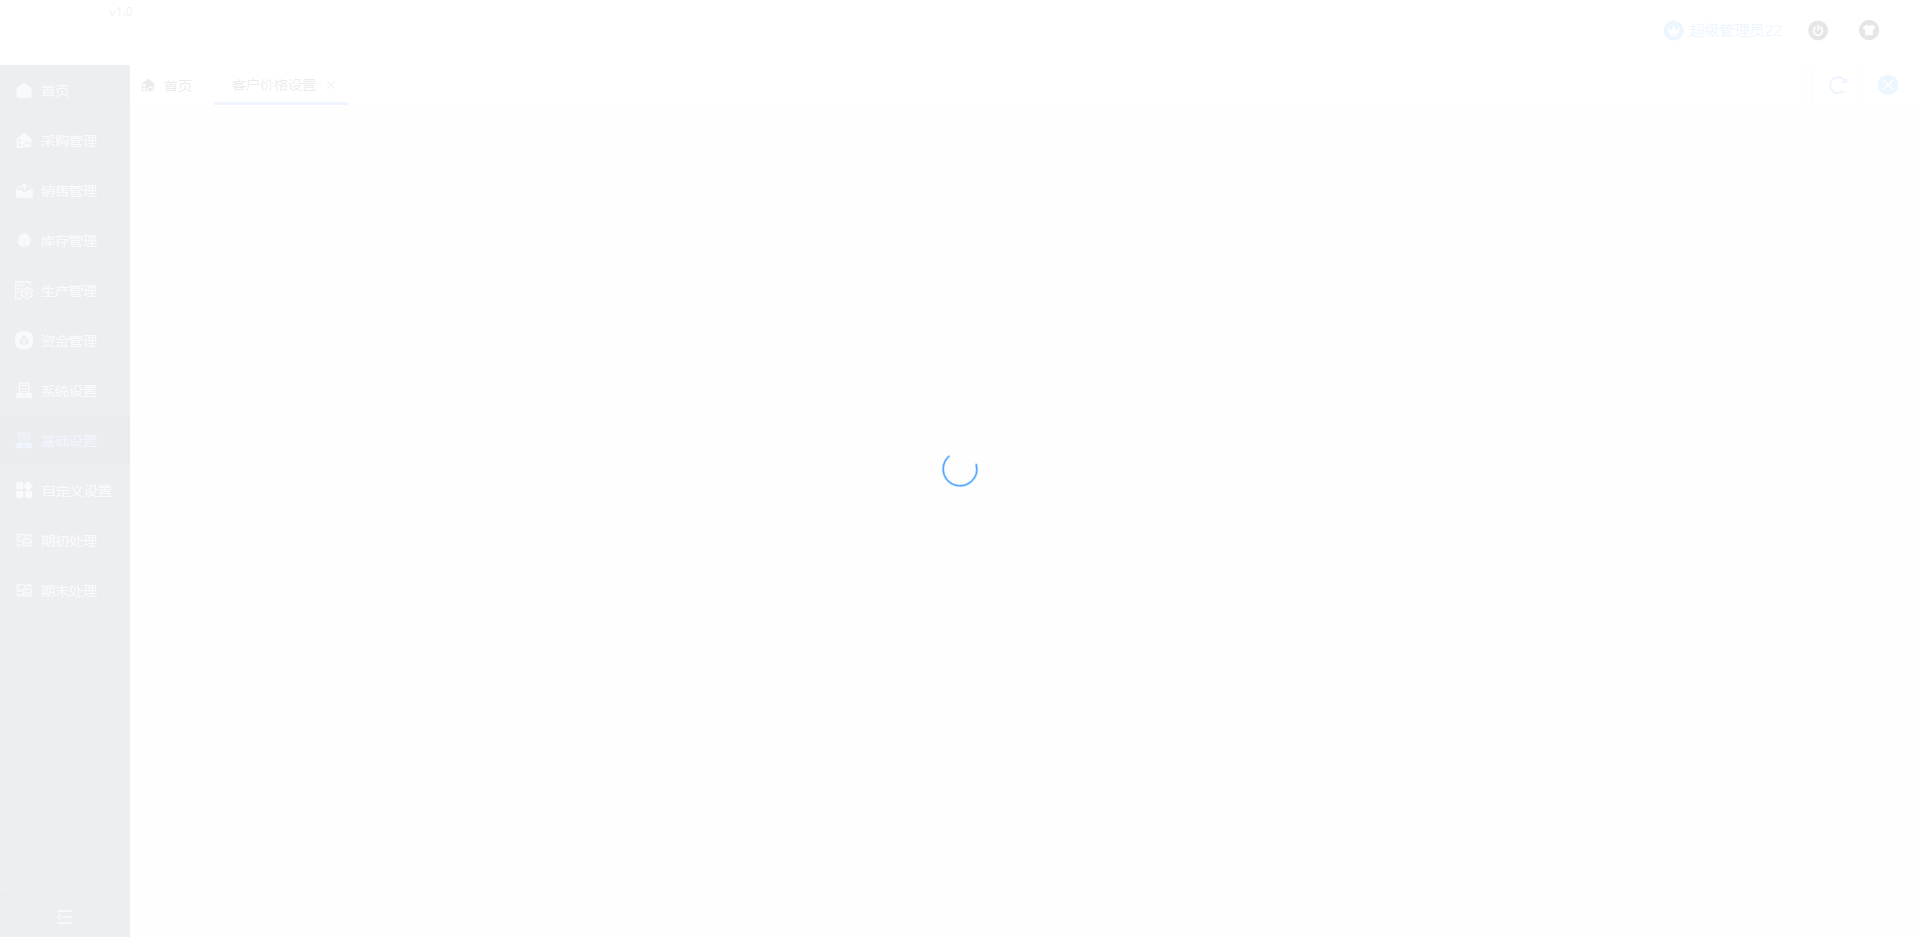 v1.0
超级管理员22
首页
客户价格设置
首页
采购管理
销售管理
库存管理
生产管理
资金管理
系统设置
基础设置
自定义设置
期初处理
期末处理